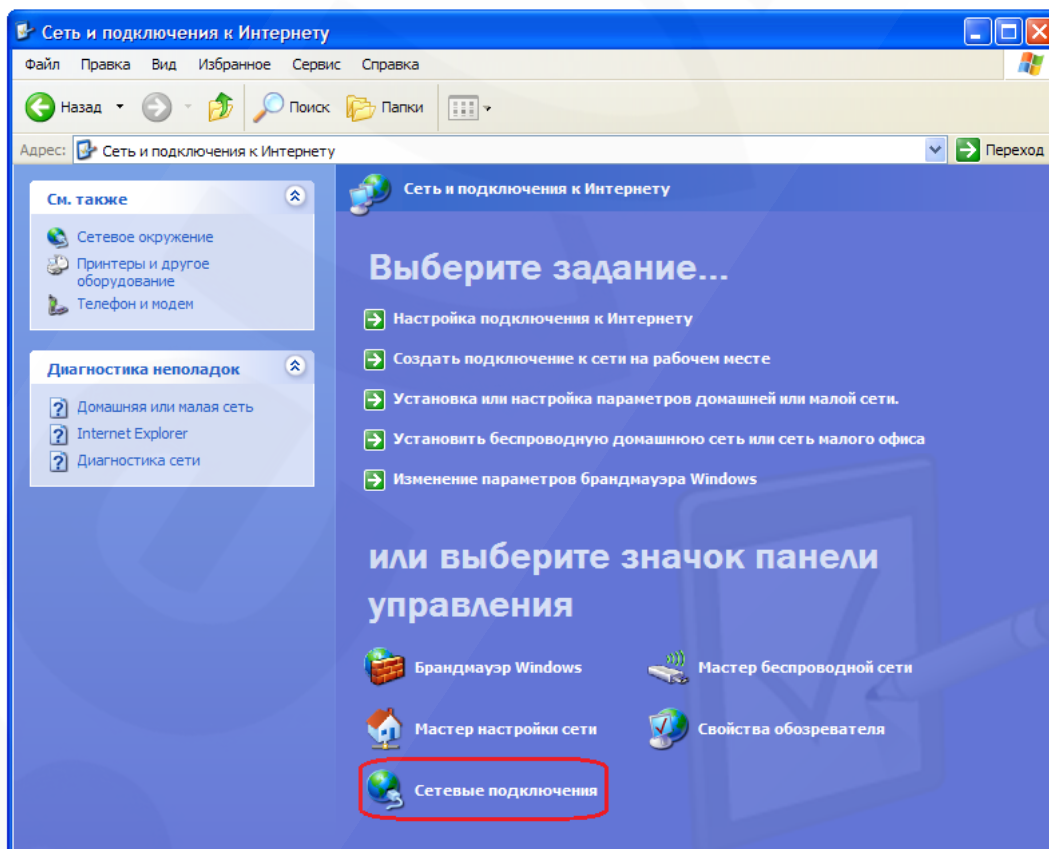 Сеть и подключения к Интернету
Файл Правка Вид Избранное Сервис Справка
Назад Поиск Папки
Адрес: Сеть и подключения к Интернету Переход
См. также
Сетевое окружение
Принтеры и другое
оборудование
Телефон и модем
Диагностика неполадок
Домашняя или малая сеть
Internet Explorer
Диагностика сети
Сеть и подключения к Интернету
Выберите задание...
Настройка подключения к Интернету
Создать подключение к сети на рабочем месте
Установка или настройка параметров домашней или малой сети.
Установить беспроводную домашнюю сеть или сеть малого офиса
Изменение параметров брандмауэра Windows
или выберите значок панели
управления
Брандмауэр Windows Мастер беспроводной сети
Мастер настройки сети Свойства обозревателя
Сетевые подключения